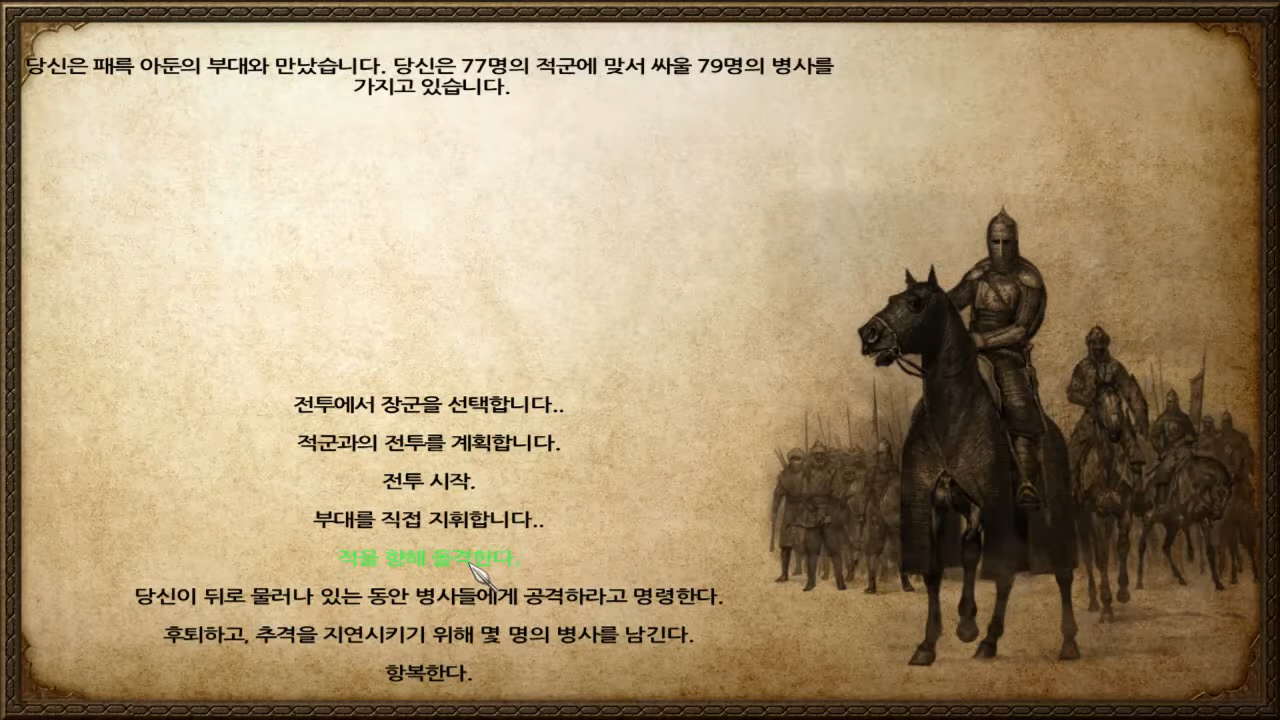 당신은 패륵 아둔의 부대와 만났습니다. 당신은 77명의 적군에 맞서 싸울 79명의 병사를
가지고 있습니다.
전투에서 장군을 선택합니다..
적군과의 전투를 계획합니다.
전투 시작.
부대를 직접 지휘합니다..
적을 향해 돌격한다.
당신이 뒤로 물러나 있는 동안 병사들에게 공격하라고 명령한다.
후퇴하고, 추격을 지연시키기 위해 몇 명의 병사를 남긴다.
항복한다.